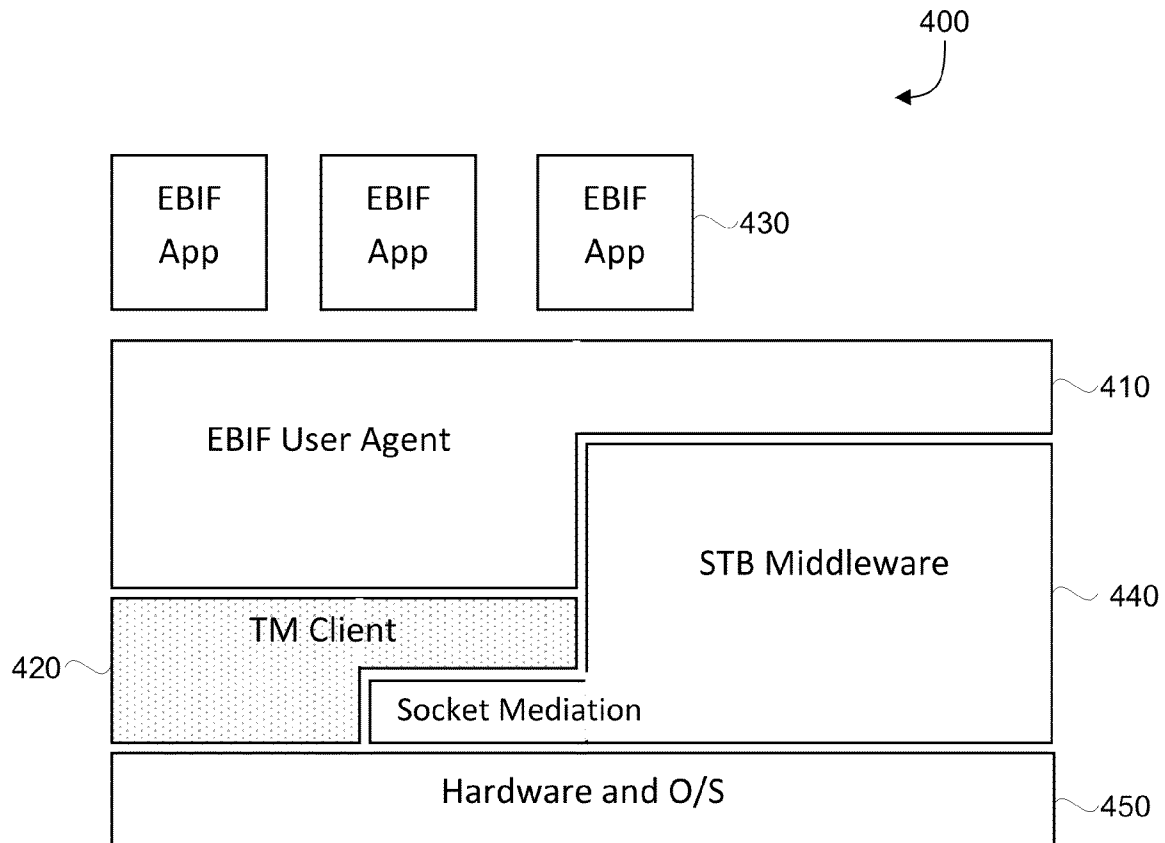 400
EBIF
App
EBIF
App
EBIF
App
430
410
EBIF User Agent
STB Middleware
440
TM Client
420
Socket Mediation
Hardware and O/S
450